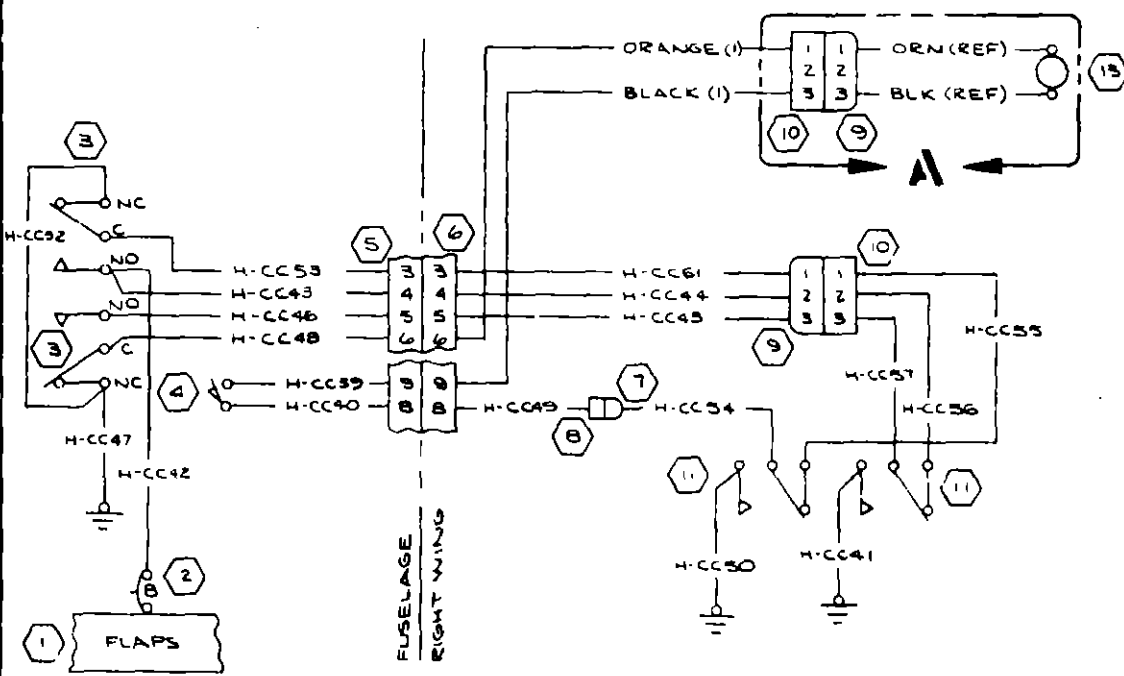 ORANGE (1)
1 1
ORN (REF)
2 2
BLACK (1)
3 3
BLK (REF)
13
10
9
A
3
NC
H-CC52
C
5
6
10
NO
H-CC53
3 3
H-CC61
1 1
H-CC43
4 4
H-CC44
2 2
NO
H-CC46
5 5
H-CC45
3 3
H-CC55
3
C
H-CC48
6 6
9
NC
4
H-CC39
9 9
7
H-CC57
H-CC40
8 8
H-CC49
H-CC54
H-CC56
8
H-CC47
H-CC42
11
11
H-CC50
H-CC41
B
2
FUSELAGE
RIGHT WING
1
FLAPS